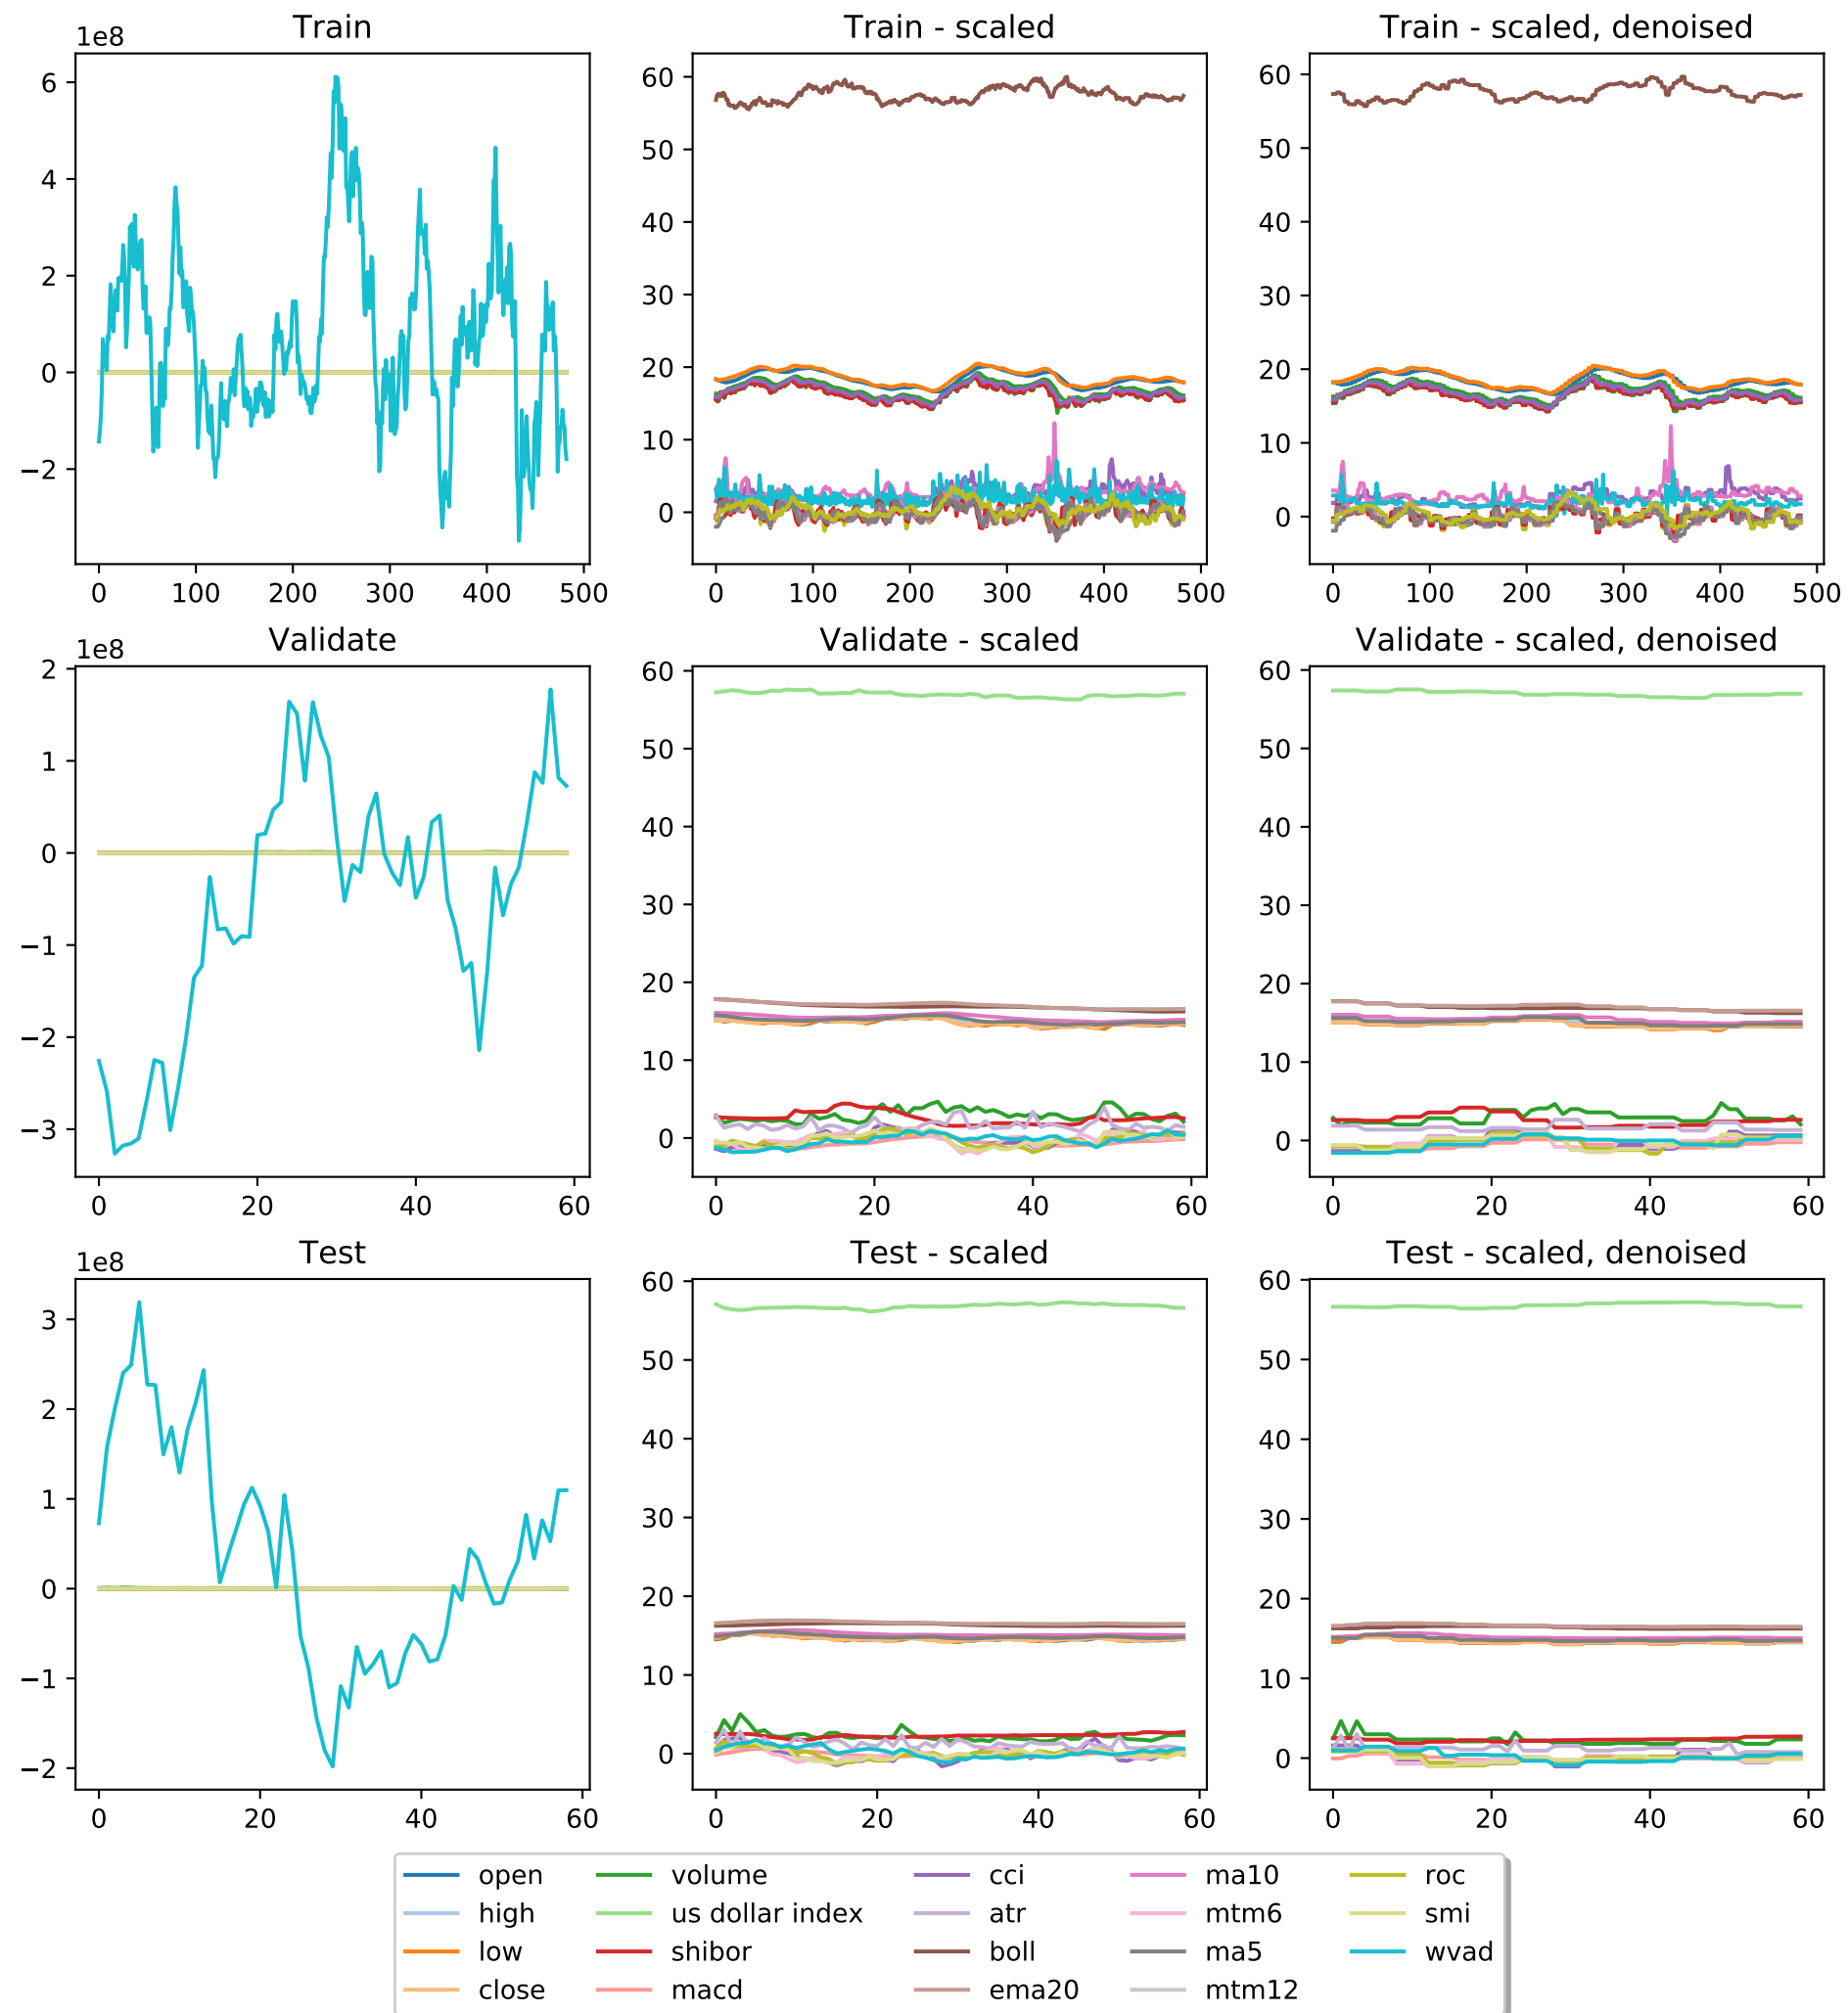 Train
Train - scaled
Train - scaled, denoised
1e8
6
4
2
0
−2
0 100 200 300 400 500
60
50
40
30
20
10
0
0 100 200 300 400 500
60
50
40
30
20
10
0
0 100 200 300 400 500
Validate
Validate - scaled
Validate - scaled, denoised
1e8
2
1
0
−1
−2
−3
0 20 40 60
60
50
40
30
20
10
0
0 20 40 60
60
50
40
30
20
10
0
0 20 40 60
Test
Test - scaled
Test - scaled, denoised
1e8
3
2
1
0
−1
−2
0 20 40 60
60
50
40
30
20
10
0
0 20 40 60
60
50
40
30
20
10
0
0 20 40 60
open volume cci ma10 roc
high us dollar index atr mtm6 smi
low shibor boll ma5 wvad
close macd ema20 mtm12